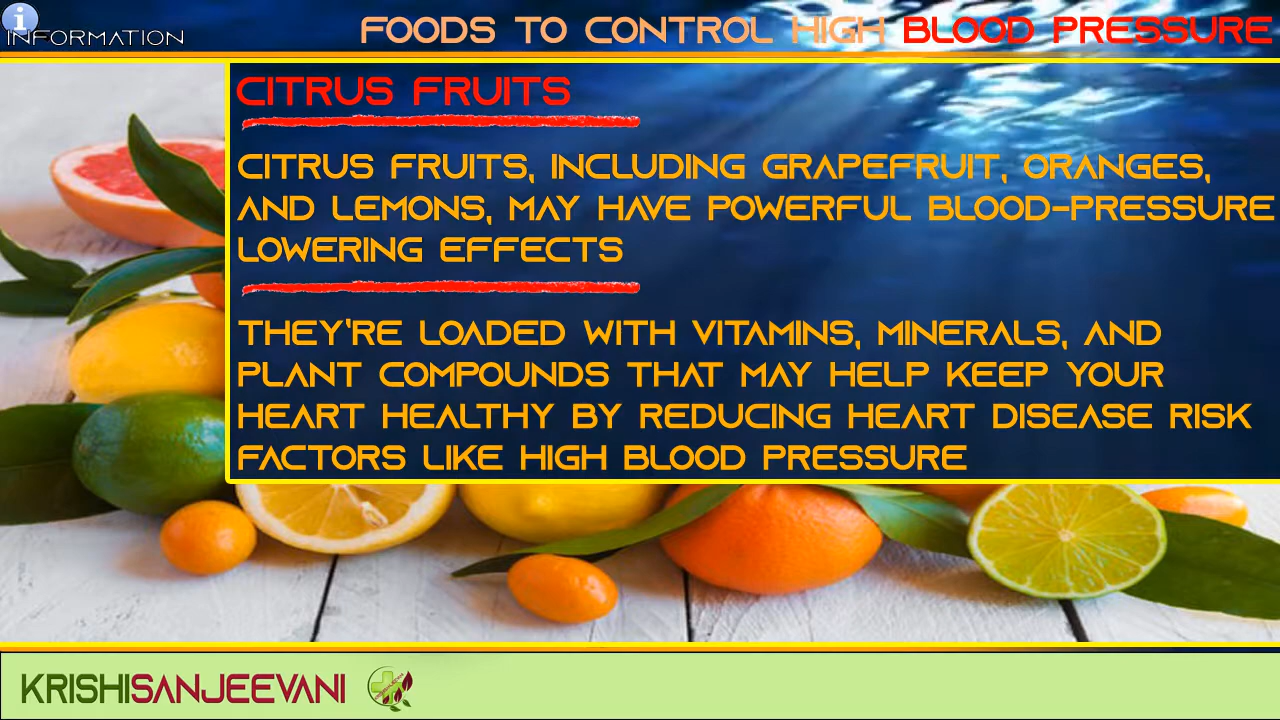 INFORMATION
FOODS TO CONTROL HIGH BLOOD PRESSURE
CITRUS FRUITS
CITRUS FRUITS, INCLUDING GRAPEFRUIT, ORANGES,
AND LEMONS, MAY HAVE POWERFUL BLOOD-PRESSURE
LOWERING EFFECTS
THEY'RE LOADED WITH VITAMINS, MINERALS, AND
PLANT COMPOUNDS THAT MAY HELP KEEP YOUR
HEART HEALTHY BY REDUCING HEART DISEASE RISK
FACTORS LIKE HIGH BLOOD PRESSURE
KRISHISANJEEVANI